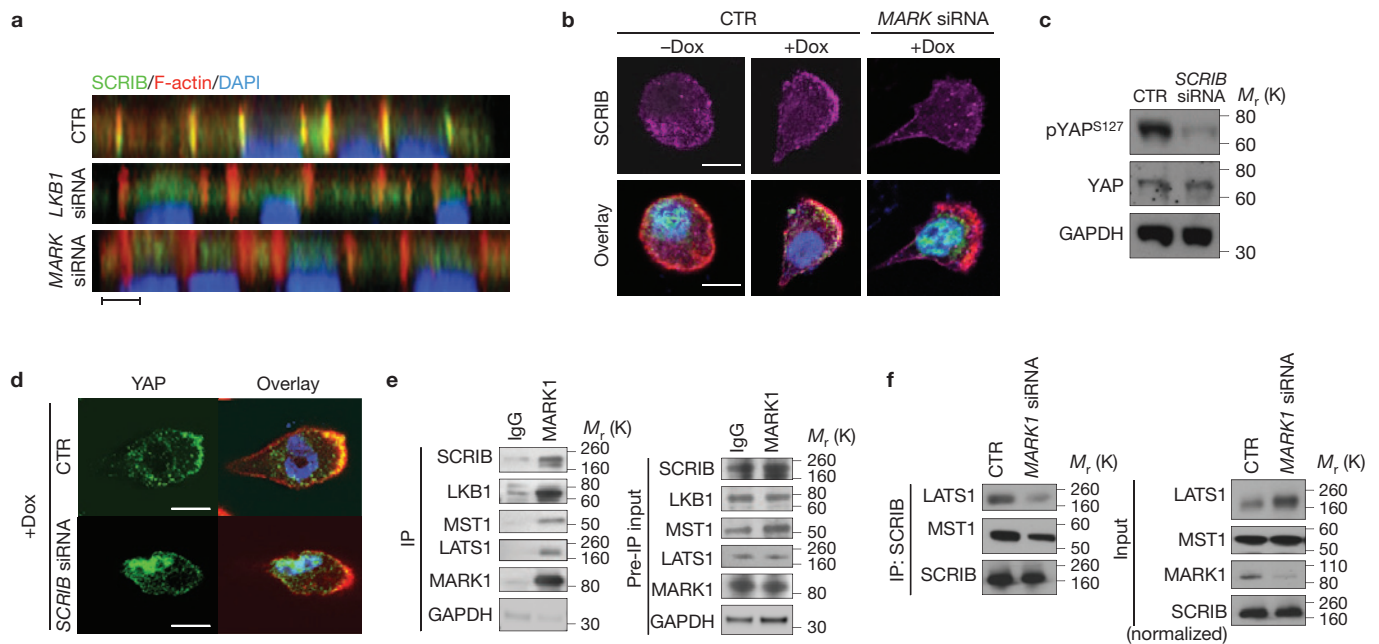 a
SCRIB/F-actin/DAPI
CTR
LKB1
siRNA
MARK
siRNA
b
CTR
MARK siRNA
–Dox
+Dox
+Dox
SCRIB
Overlay
c
CTR
SCRIB
siRNA
Mr (K)
pYAPS127
80
60
YAP
80
60
GAPDH
30
d
YAP
Overlay
+Dox
CTR
SCRIB siRNA
e
IgG
MARK1
Mr (K)
IP
SCRIB
260
160
LKB1
80
60
MST1
50
LATS1
260
160
MARK1
80
GAPDH
30
IgG
MARK1
Mr (K)
Pre-IP input
SCRIB
260
160
LKB1
80
60
MST1
50
LATS1
260
160
MARK1
80
GAPDH
30
f
CTR
MARK1 siRNA
Mr (K)
IP: SCRIB
LATS1
260
160
MST1
60
50
SCRIB
260
160
CTR
MARK1 siRNA
Mr (K)
Input
LATS1
260
160
MST1
60
50
MARK1
110
80
SCRIB
(normalized)
260
160